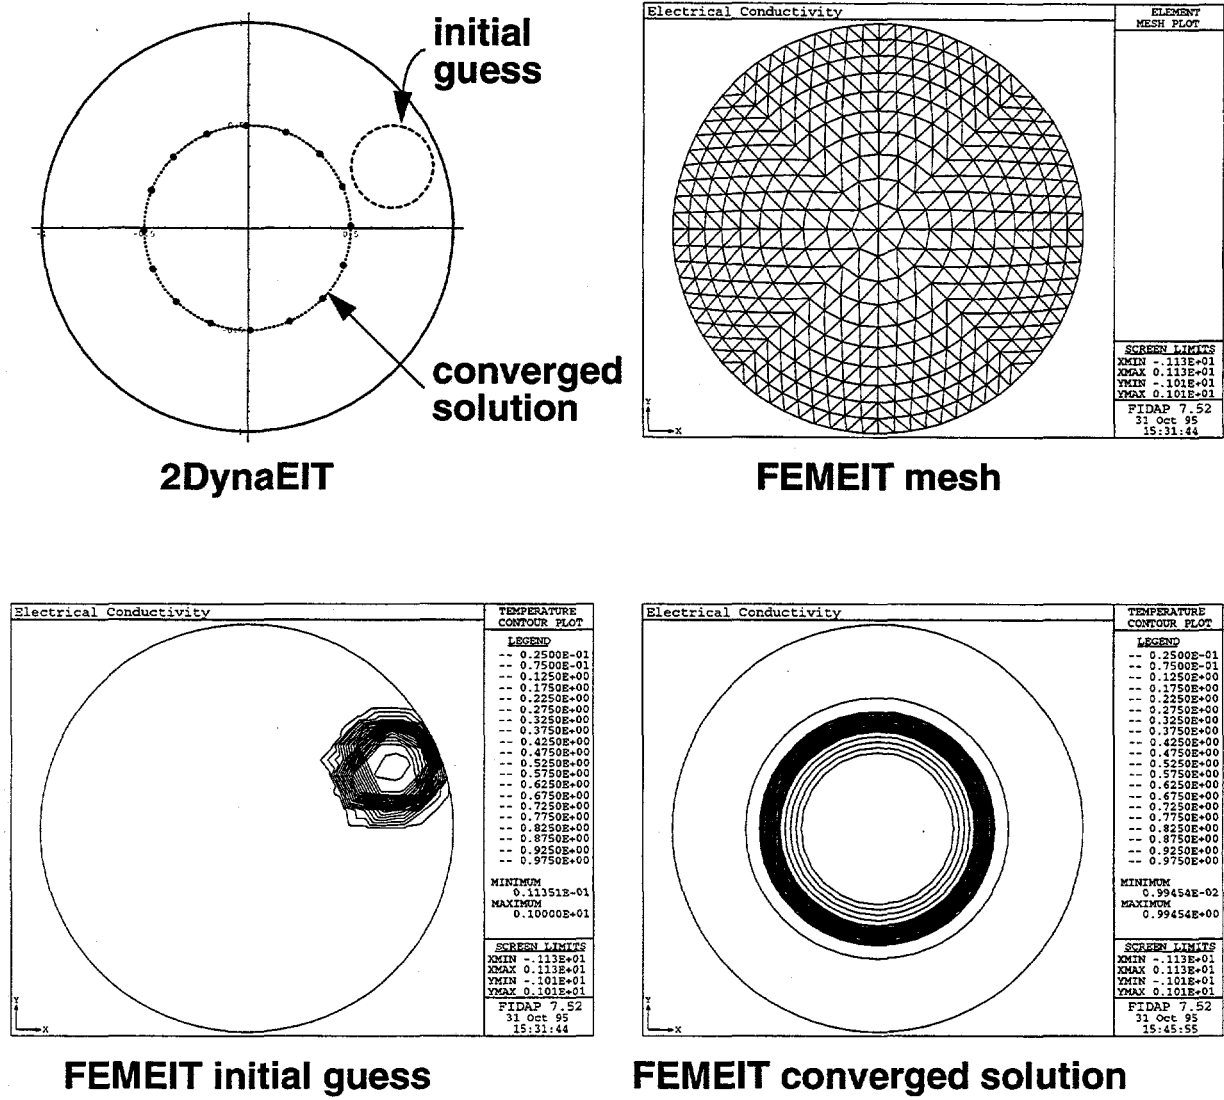 initial
guess
converged
solution
2DynaEIT
Electrical Conductivity
ELEMENT
MESH PLOT
SCREEN LIMITS
XMIN -.113E+01
XMAX 0.113E+01
YMIN -.101E+01
YMAX 0.101E+01
FIDAP 7.52
31 Oct 95
15:31:44
Y
X
FEMEIT mesh
Electrical Conductivity
TEMPERATURE
CONTOUR PLOT
LEGEND
-- 0.2500E-01
-- 0.7500E-01
-- 0.1250E+00
-- 0.1750E+00
-- 0.2250E+00
-- 0.2750E+00
-- 0.3250E+00
-- 0.3750E+00
-- 0.4250E+00
-- 0.4750E+00
-- 0.5250E+00
-- 0.5750E+00
-- 0.6250E+00
-- 0.6750E+00
-- 0.7250E+00
-- 0.7750E+00
-- 0.8250E+00
-- 0.8750E+00
-- 0.9250E+00
-- 0.9750E+00
MINIMUM
0.11351E-01
MAXIMUM
0.10000E+01
SCREEN LIMITS
XMIN -.113E+01
XMAX 0.113E+01
YMIN -.101E+01
YMAX 0.101E+01
FIDAP 7.52
31 Oct 95
15:31:44
Y
X
FEMEIT initial guess
Electrical Conductivity
TEMPERATURE
CONTOUR PLOT
LEGEND
-- 0.2500E-01
-- 0.7500E-01
-- 0.1250E+00
-- 0.1750E+00
-- 0.2250E+00
-- 0.2750E+00
-- 0.3250E+00
-- 0.3750E+00
-- 0.4250E+00
-- 0.4750E+00
-- 0.5250E+00
-- 0.5750E+00
-- 0.6250E+00
-- 0.6750E+00
-- 0.7250E+00
-- 0.7750E+00
-- 0.8250E+00
-- 0.8750E+00
-- 0.9250E+00
-- 0.9750E+00
MINIMUM
0.99454E-02
MAXIMUM
0.99454E+00
SCREEN LIMITS
XMIN -.113E+01
XMAX 0.113E+01
YMIN -.101E+01
YMAX 0.101E+01
FIDAP 7.52
31 Oct 95
15:45:55
Y
X
FEMEIT converged solution